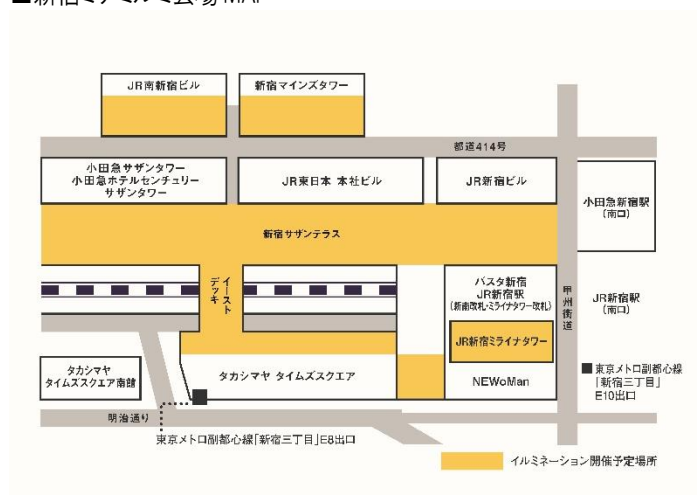 JR南新宿ビル
新宿マインズタワー
都道414号
小田急サザンタワー
小田急ホテルセンチュリー
サザンタワー
JR東日本 本社ビル
JR新宿ビル
小田急新宿駅
(南口)
新宿サザンテラス
イースト
デッキ
バスタ新宿
JR新宿駅
(新南改札・ミライナタワー改札)
甲州街道
JR新宿駅
(南口)
JR新宿ミライナタワー
タカシマヤ
タイムズスクエア南館
タカシマヤ タイムズスクエア
NEWoMan
■東京メトロ副都心線
「新宿三丁目」
E10出口
明治通り
東京メトロ副都心線「新宿三丁目」E8出口
イルミネーション開催予定場所